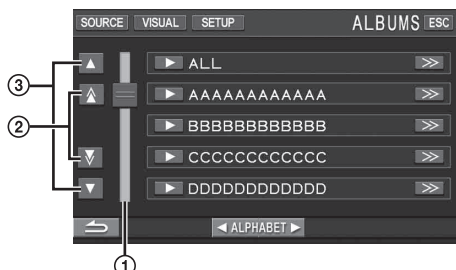 SOURCE VISUAL SETUP ALBUMS ESC
ALL
AAAAAAAAAAAA
BBBBBBBBBBBB
CCCCCCCCCCCC
DDDDDDDDDDDD
ALPHABET
③
②
①